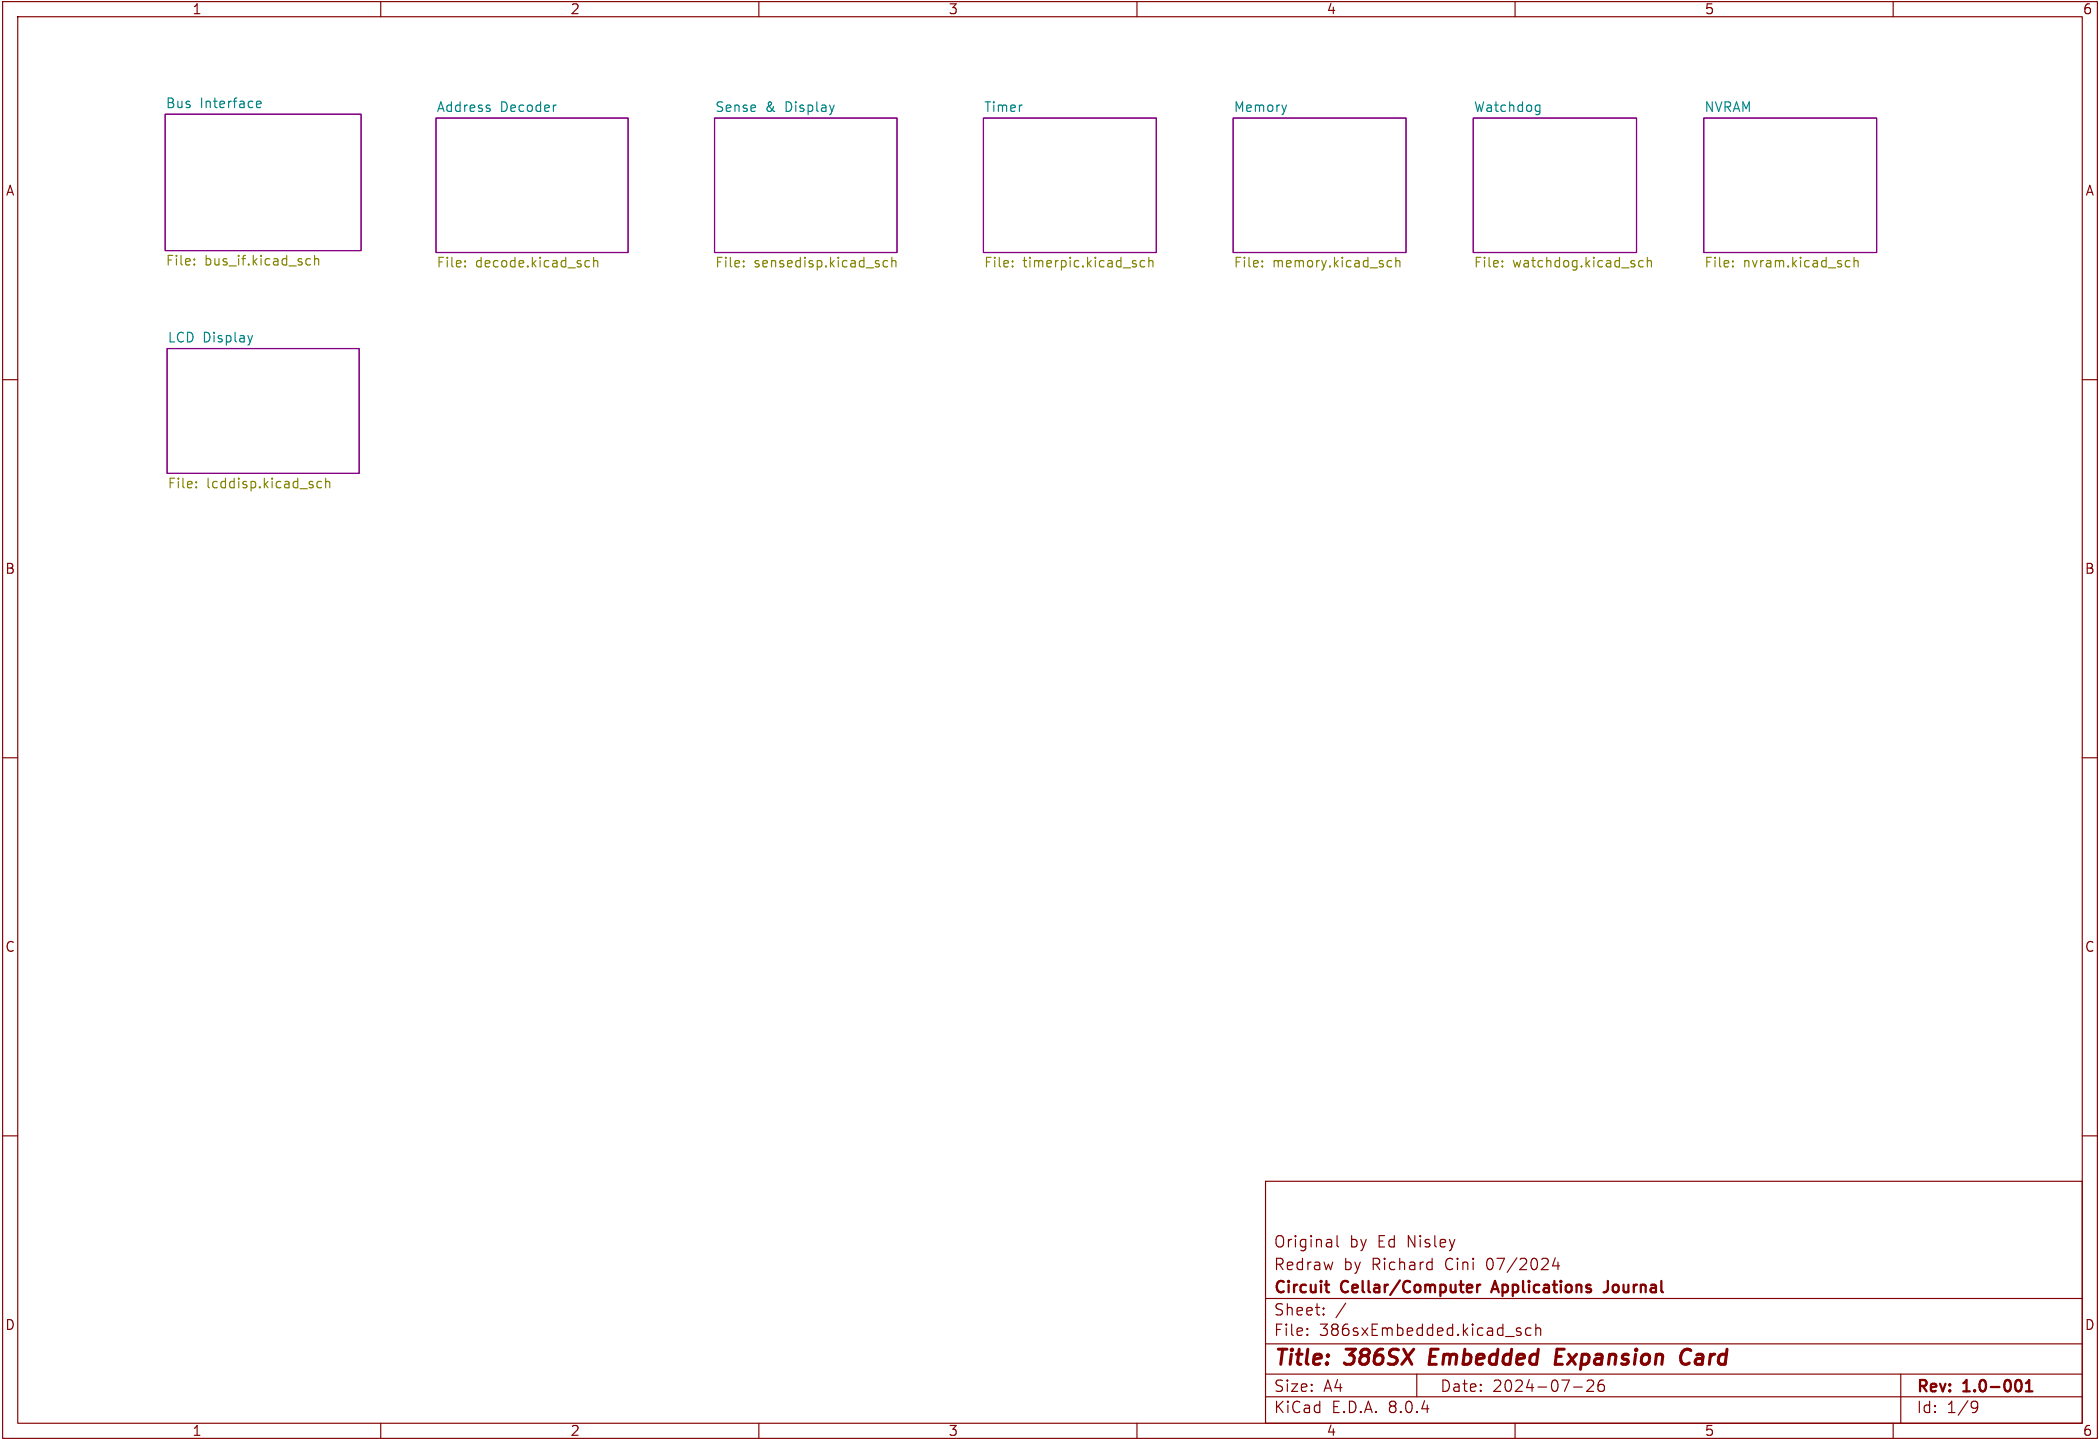 1 2 3 4 5 6
Bus Interface
Address Decoder
Sense & Display
Timer
Memory
Watchdog
NVRAM
A A
File: bus_if.kicad_sch
File: decode.kicad_sch
File: sensedisp.kicad_sch
File: timerpic.kicad_sch
File: memory.kicad_sch
File: watchdog.kicad_sch
File: nvram.kicad_sch
LCD Display
File: lcddisp.kicad_sch
B B
C C
Original by Ed Nisley
Redraw by Richard Cini 07/2024
Circuit Cellar/Computer Applications Journal
Sheet: /
D D
File: 386sxEmbedded.kicad_sch
Title: 386SX Embedded Expansion Card
Size: A4 Date: 2024-07-26 Rev: 1.0-001
KiCad E.D.A. 8.0.4 Id: 1/9
1 2 3 4 5 6